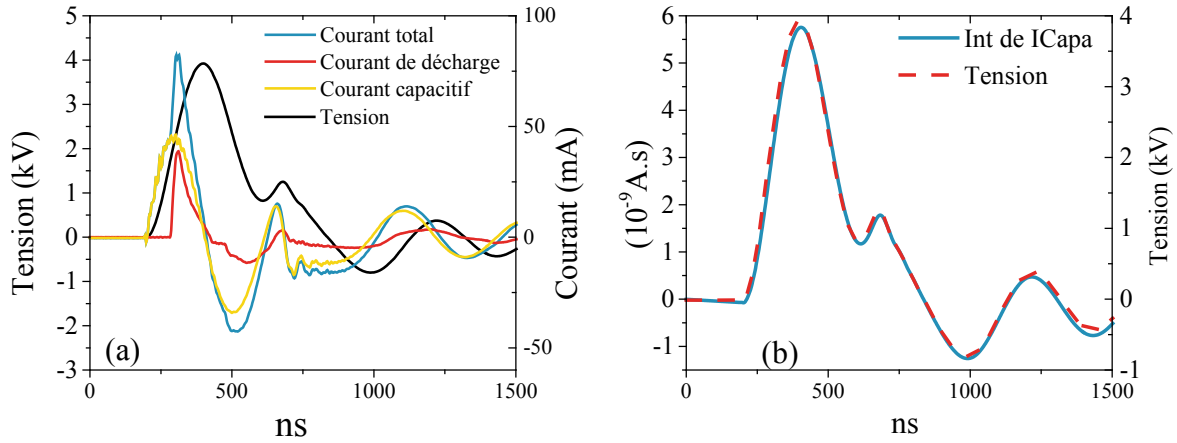 5
4
3
2
1
0
-1
-2
-3
Tension (kV)
100
50
0
-50
Courant (mA)
Courant total
Courant de décharge
Courant capacitif
Tension
(a)
0
500
1000
1500
ns
6
5
4
3
2
1
0
-1
(10⁻⁹A.s)
4
3
2
1
0
-1
Tension (kV)
Int de ICapa
Tension
(b)
0
500
1000
1500
ns